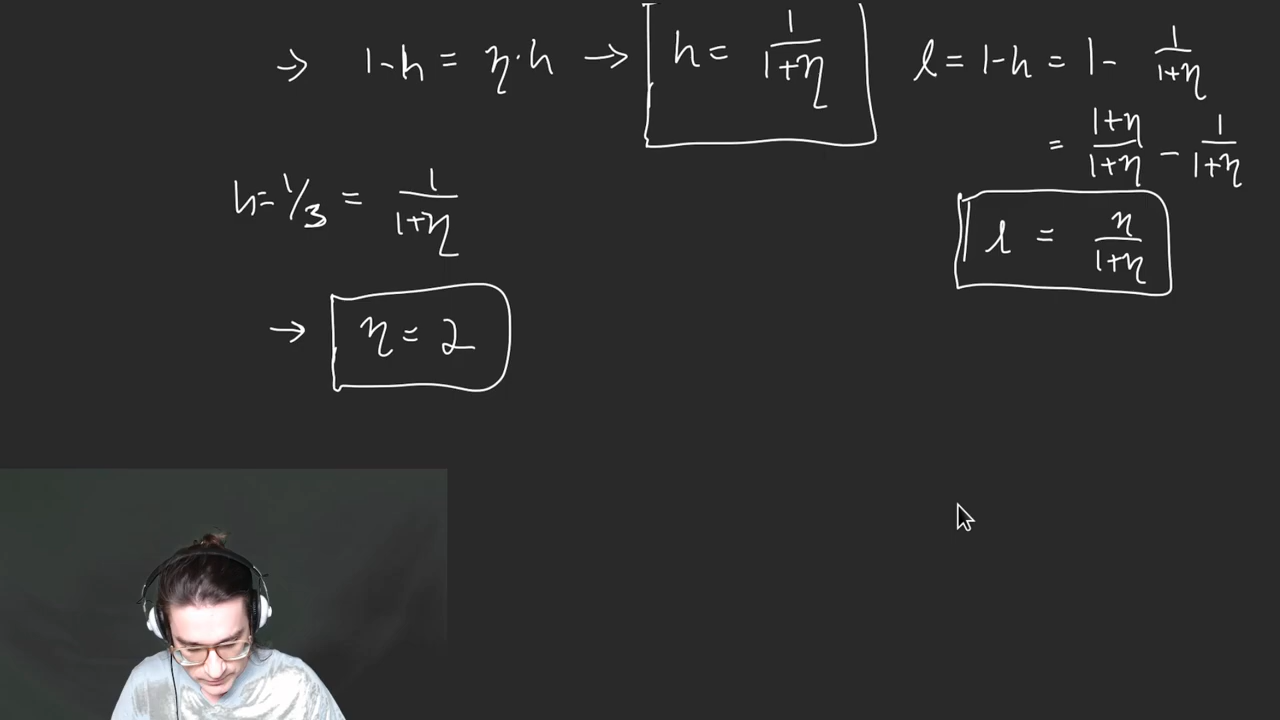 → 1-h = η·h → h = 1/(1+η) l = 1-h = 1 - 1/(1+η)
= (1+η)/(1+η) - 1/(1+η)
h = 1/3 = 1/(1+η)
l = η/(1+η)
→ η = 2